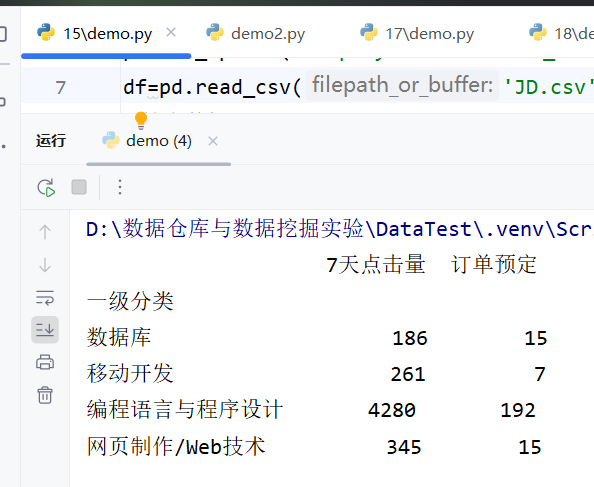 15\demo.py demo2.py 17\demo.py 18\de
7 df=pd.read_csv( filepath_or_buffer: 'JD.csv'
运行 demo (4)
D:\数据仓库与数据挖掘实验\DataTest\.venv\Scr
7天点击量 订单预定
一级分类
数据库 186 15
移动开发 261 7
编程语言与程序设计 4280 192
网页制作/Web技术 345 15